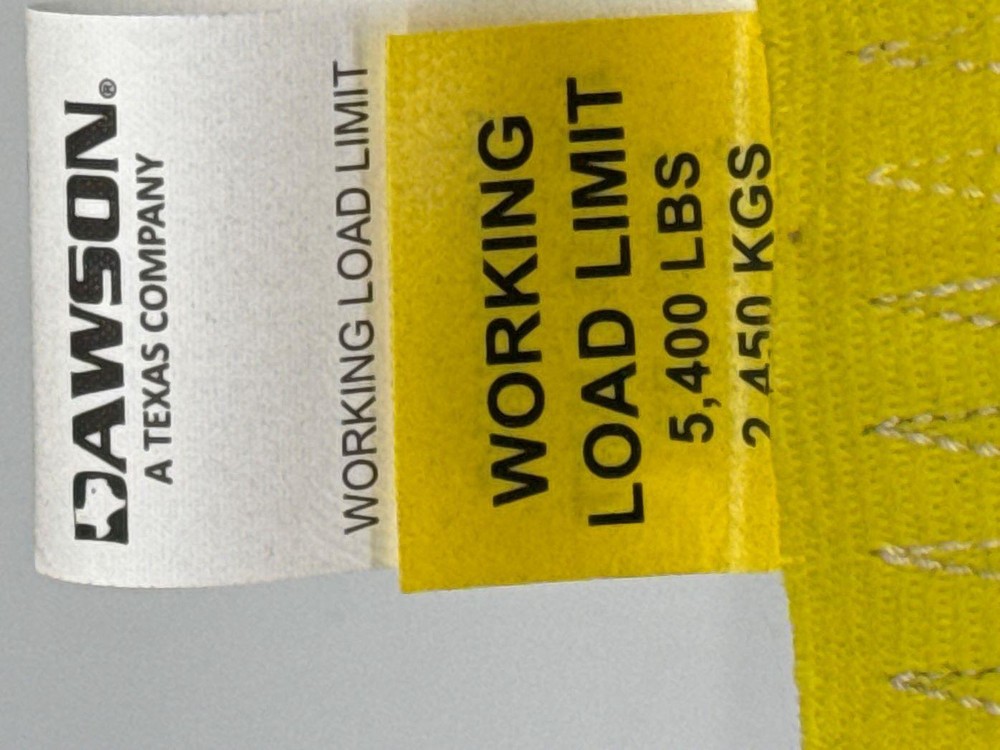 DAWSON®
A TEXAS COMPANY
WORKING LOAD LIMIT
WORKING
LOAD LIMIT
5,400 LBS
2,450 KGS